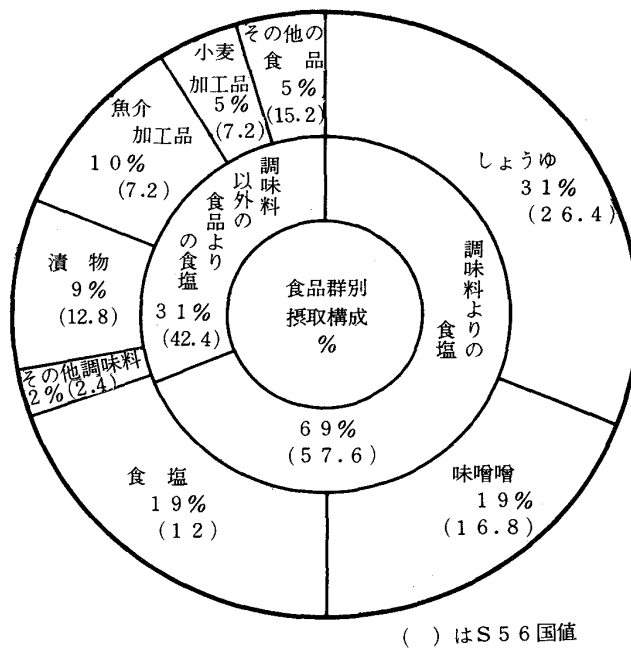 食品群別
摂取構成
%
調味料よりの
食塩
69%
(57.6)
調味料
以外の
食品より
の食塩
31%
(42.4)
しょうゆ
31%
(26.4)
味噌噌
19%
(16.8)
食 塩
19%
(12)
その他調味料
2%(2.4)
漬 物
9%
(12.8)
魚介
加工品
10%
(7.2)
小麦
加工品
5%
(7.2)
その他の
食 品
5%
(15.2)
( )はS56国値